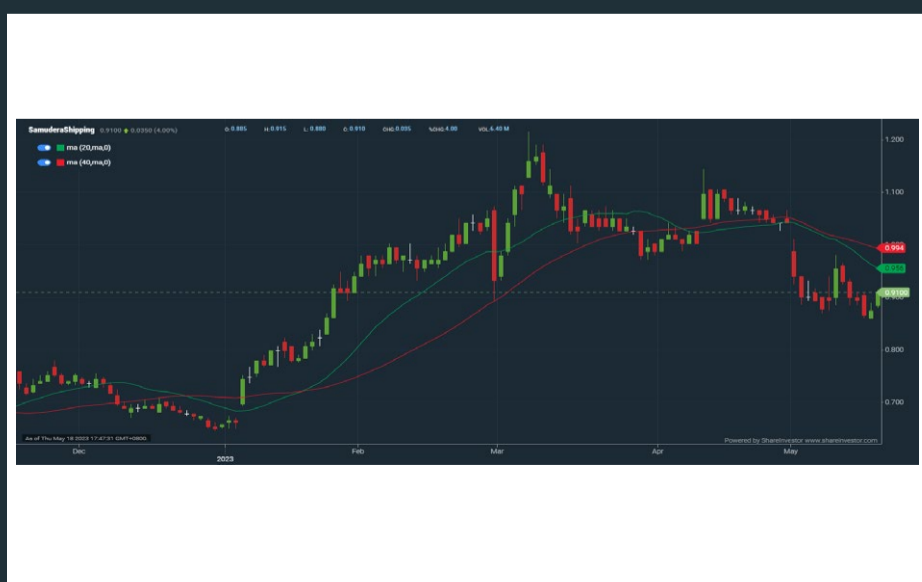 SamuderaShipping 0.9100 0.0350 (4.00%) O: 0.885 H: 0.915 L: 0.880 C: 0.910 CHG: 0.035 %CHG: 4.00 VOL: 6.40 M
ma (20,ma,0)
ma (40,ma,0)
1.200
1.100
0.994
0.9100
0.800
0.700
As of Thu May 18 2023 17:47:31 GMT+0800
Powered by ShareInvestor www.shareinvestor.com
Dec 2023 Feb Mar Apr May